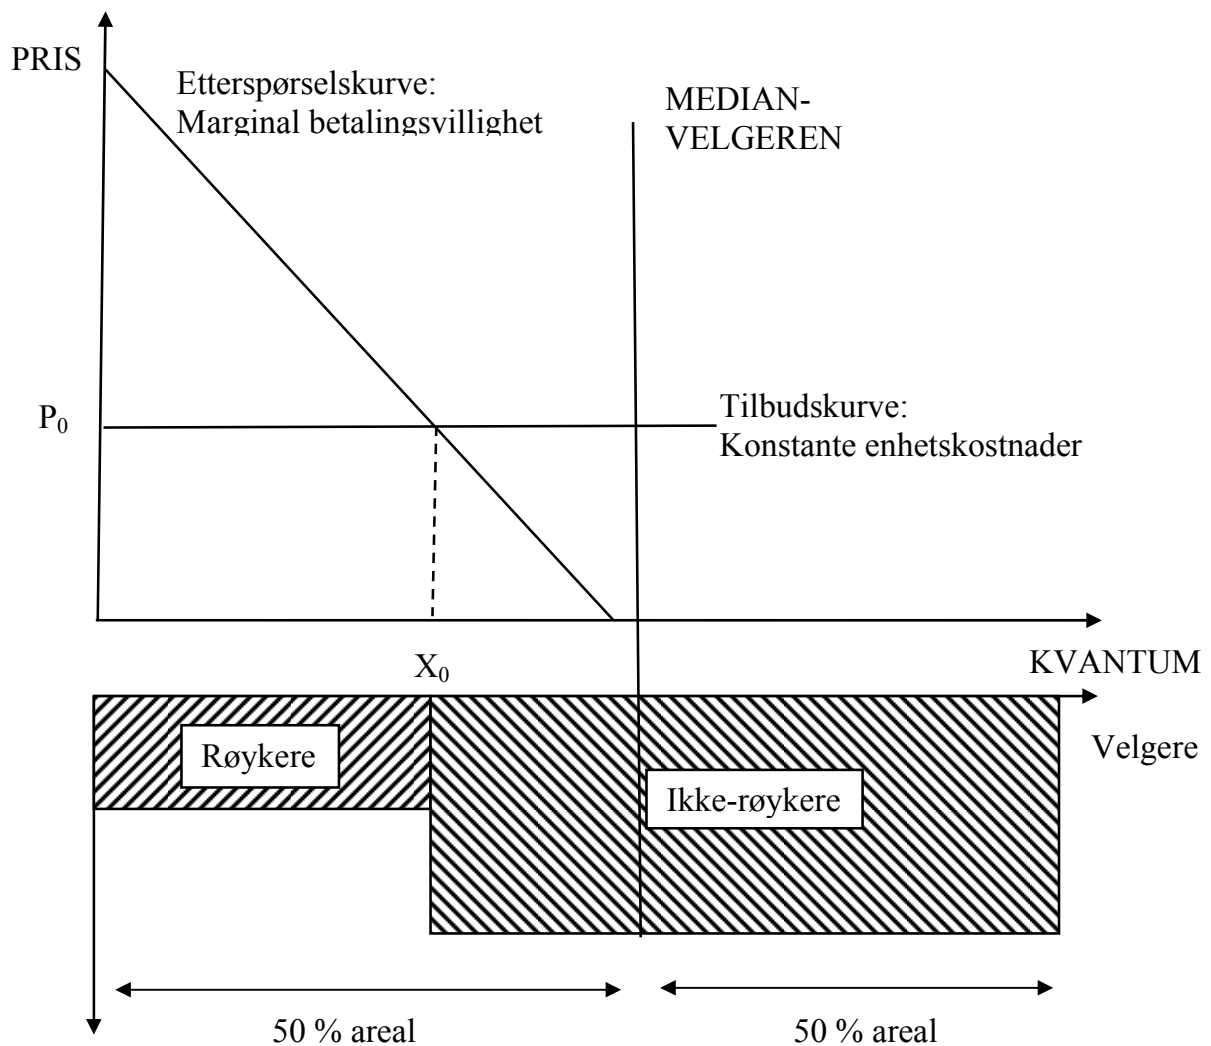 PRIS
Etterspørselskurve:
Marginal betalingsvillighet
MEDIAN-
VELGEREN
P₀
Tilbudskurve:
Konstante enhetskostnader
X₀
KVANTUM
Røykere
Velgere
Ikke-røykere
50 % areal
50 % areal